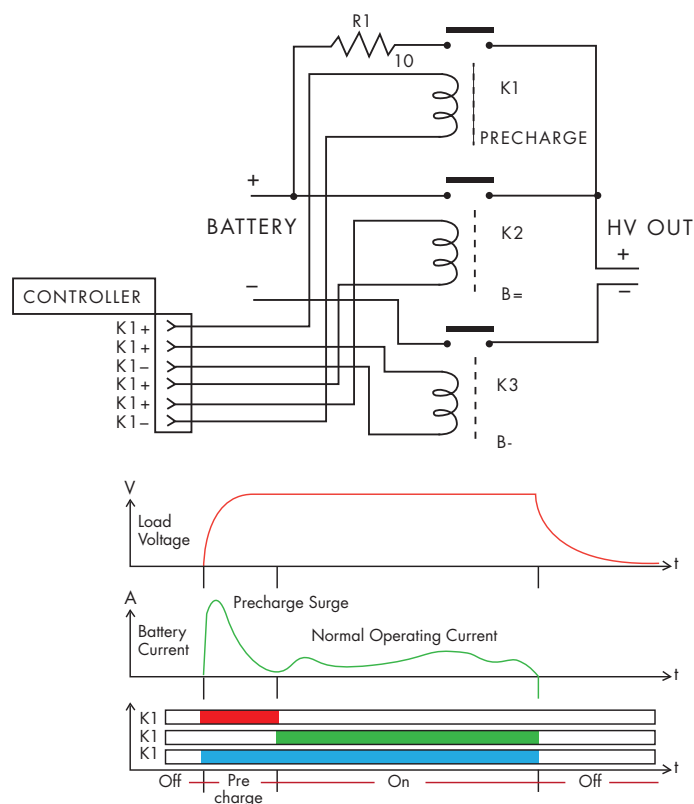 R1
10
K1
PRECHARGE
+
BATTERY
K2
HV OUT
+
B=
−
−
CONTROLLER
K1+
K1+
K1−
K1+
K1+
K1−
K3
B-
V
Load
Voltage
t
A
Precharge Surge
Battery
Current
Normal Operating Current
t
K1
K1
K1
t
Off
Pre
charge
On
Off